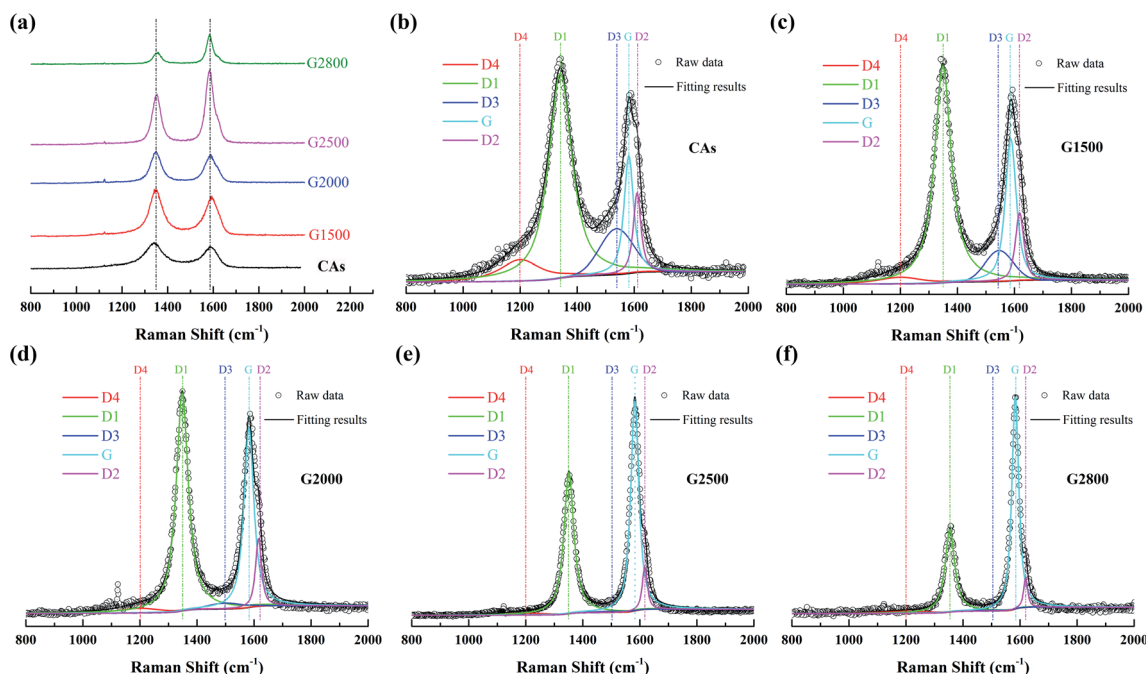 (a)
G2800
G2500
G2000
G1500
CAs
800 1000 1200 1400 1600 1800 2000 2200
Raman Shift (cm-1)
(b)
D4 D1 D3 G D2
D4
D1
D3
G
D2
Raw data
Fitting results
CAs
800 1000 1200 1400 1600 1800 2000
Raman Shift (cm-1)
(c)
D4 D1 D3 G D2
D4
D1
D3
G
D2
Raw data
Fitting results
G1500
800 1000 1200 1400 1600 1800 2000
Raman Shift (cm-1)
(d)
D4 D1 D3 G D2
D4
D1
D3
G
D2
Raw data
Fitting results
G2000
800 1000 1200 1400 1600 1800 2000
Raman Shift (cm-1)
(e)
D4 D1 D3 G D2
D4
D1
D3
G
D2
Raw data
Fitting results
G2500
800 1000 1200 1400 1600 1800 2000
Raman Shift (cm-1)
(f)
D4 D1 D3 G D2
D4
D1
D3
G
D2
Raw data
Fitting results
G2800
800 1000 1200 1400 1600 1800 2000
Raman Shift (cm-1)